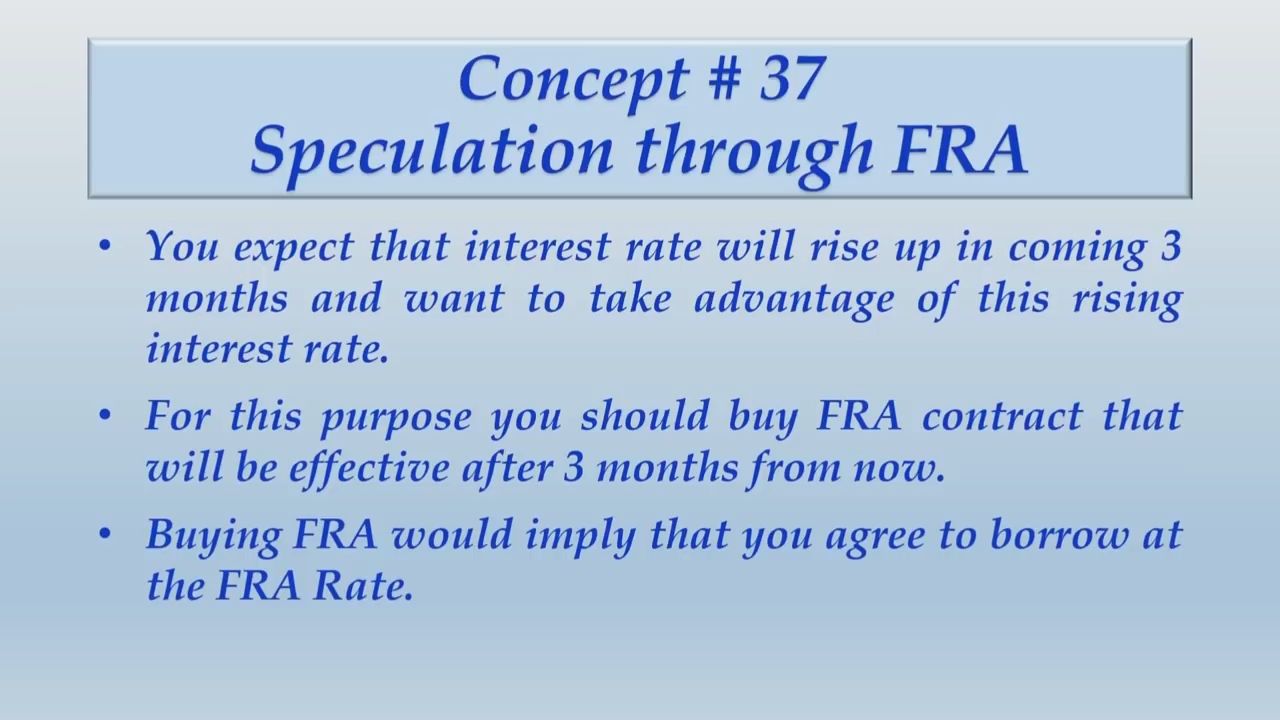 Concept # 37
Speculation through FRA
• You expect that interest rate will rise up in coming 3
months and want to take advantage of this rising
interest rate.
• For this purpose you should buy FRA contract that
will be effective after 3 months from now.
• Buying FRA would imply that you agree to borrow at
the FRA Rate.